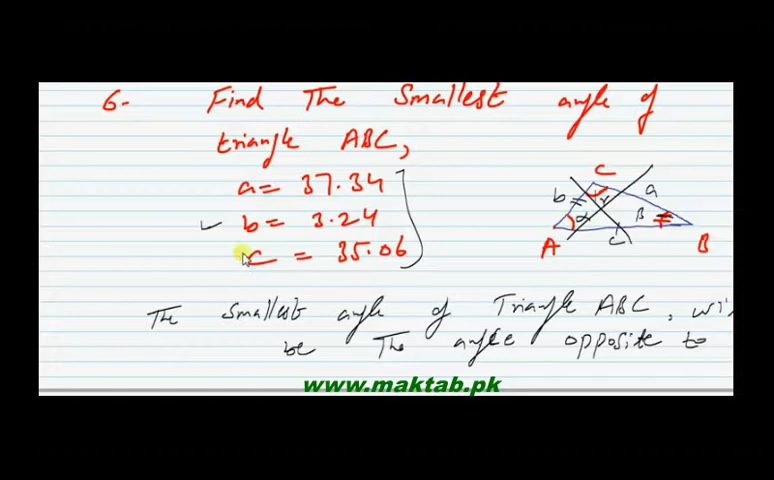 6- Find The Smallest angle of
triangle ABC,
a = 37.34
b = 3.24
c = 35.06
C
b r a
α β
A c B
The smallest angle of Triangle ABC, wi
be The angle opposite to
www.maktab.pk